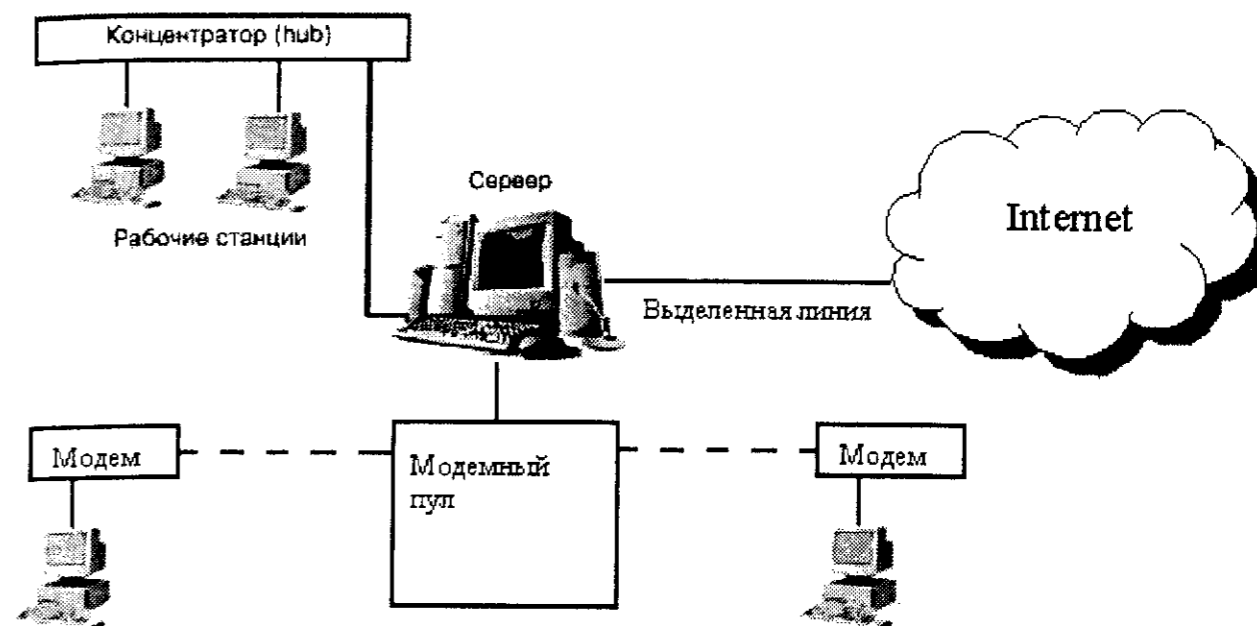 Концентратор (hub)
Рабочие станции
Сервер
Internet
Выделенная линия
Модем
Модемный
пул
Модем